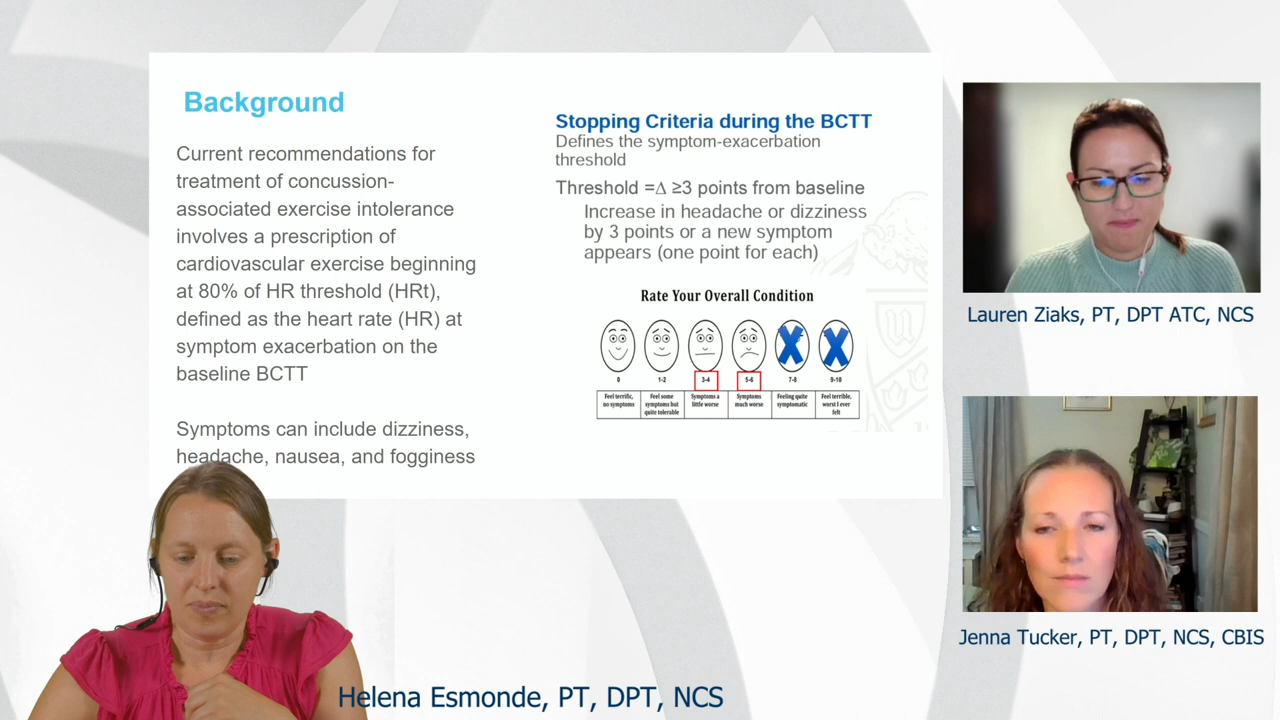 Background
Current recommendations for
treatment of concussion-
associated exercise intolerance
involves a prescription of
cardiovascular exercise beginning
at 80% of HR threshold (HRt),
defined as the heart rate (HR) at
symptom exacerbation on the
baseline BCTT
Symptoms can include dizziness,
headache, nausea, and fogginess
Stopping Criteria during the BCTT
Defines the symptom-exacerbation
threshold
Threshold =Δ ≥3 points from baseline
Increase in headache or dizziness
by 3 points or a new symptom
appears (one point for each)
Rate Your Overall Condition
0 1-2 3-4 5-6 7-8 9-10
Feel terrific,
no symptoms
Feel some
symptoms but
quite tolerable
Symptoms a
little worse
Symptoms
much worse
Feeling quite
symptomatic
Feel terrible,
worst I ever
felt
Lauren Ziaks, PT, DPT ATC, NCS
Jenna Tucker, PT, DPT, NCS, CBIS
Helena Esmonde, PT, DPT, NCS